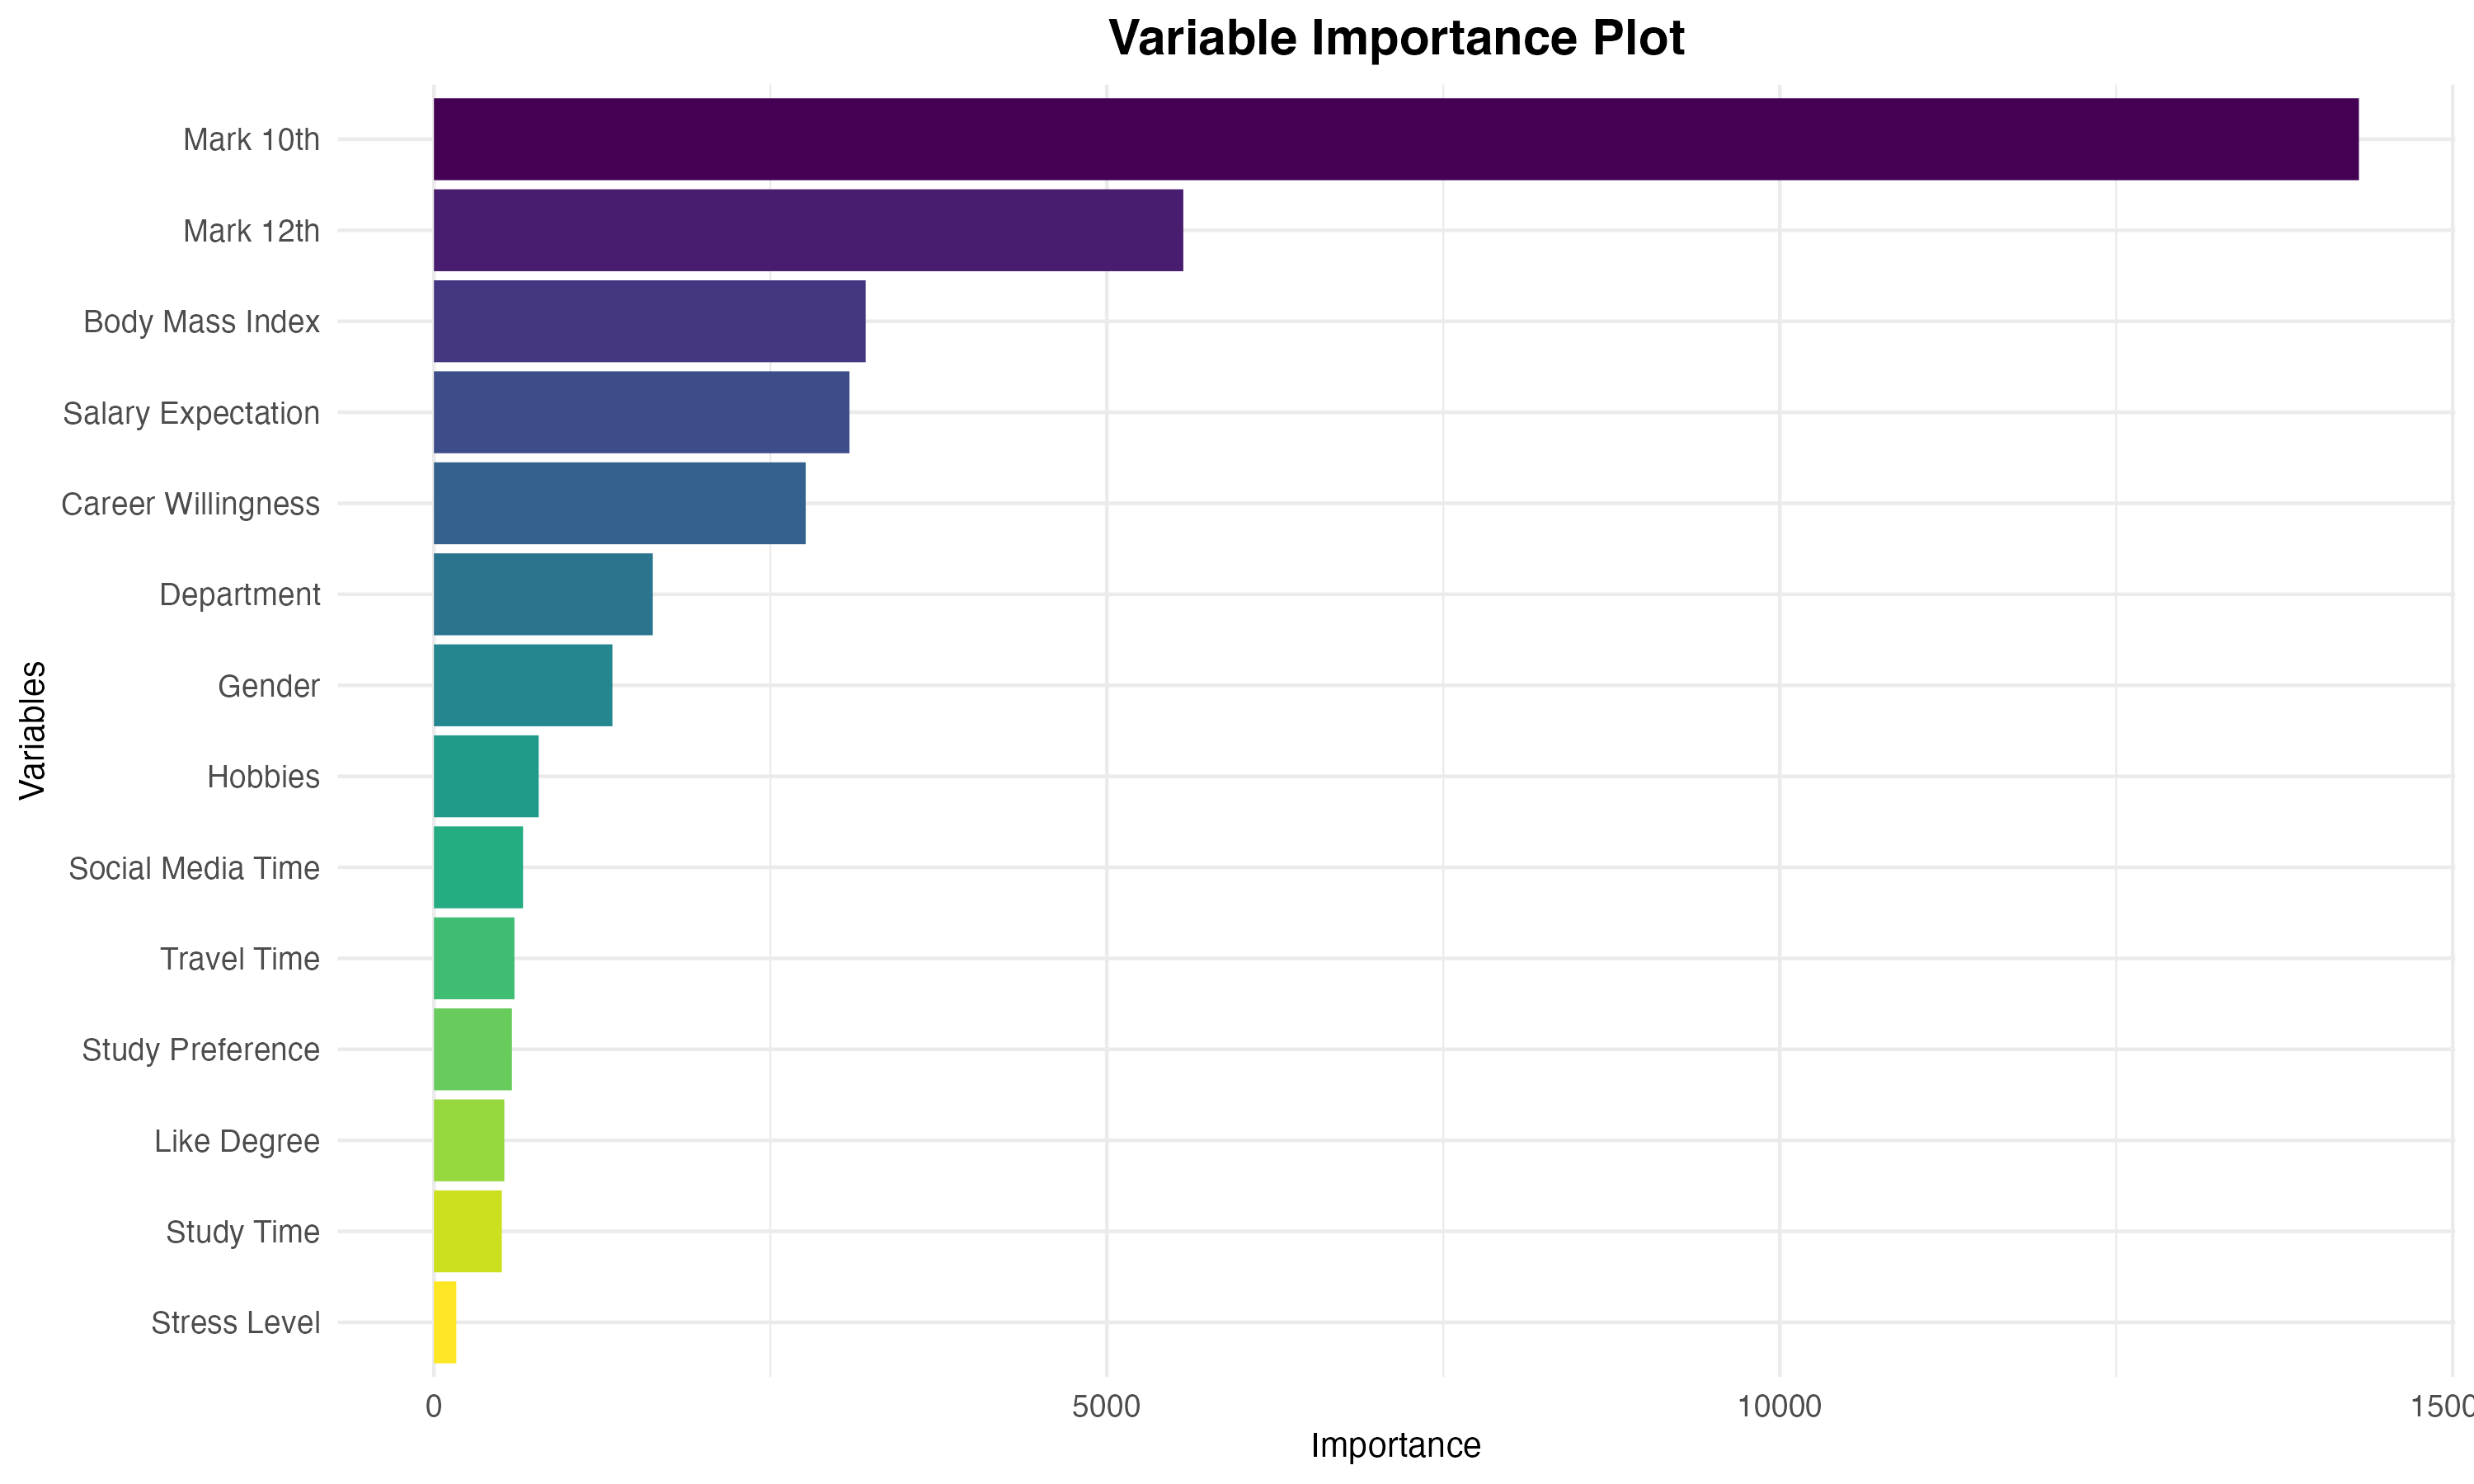 Variable Importance Plot
Mark 10th
Mark 12th
Body Mass Index
Salary Expectation
Career Willingness
Department
Gender
Hobbies
Social Media Time
Travel Time
Study Preference
Like Degree
Study Time
Stress Level
Variables
0
5000
10000
1500
Importance